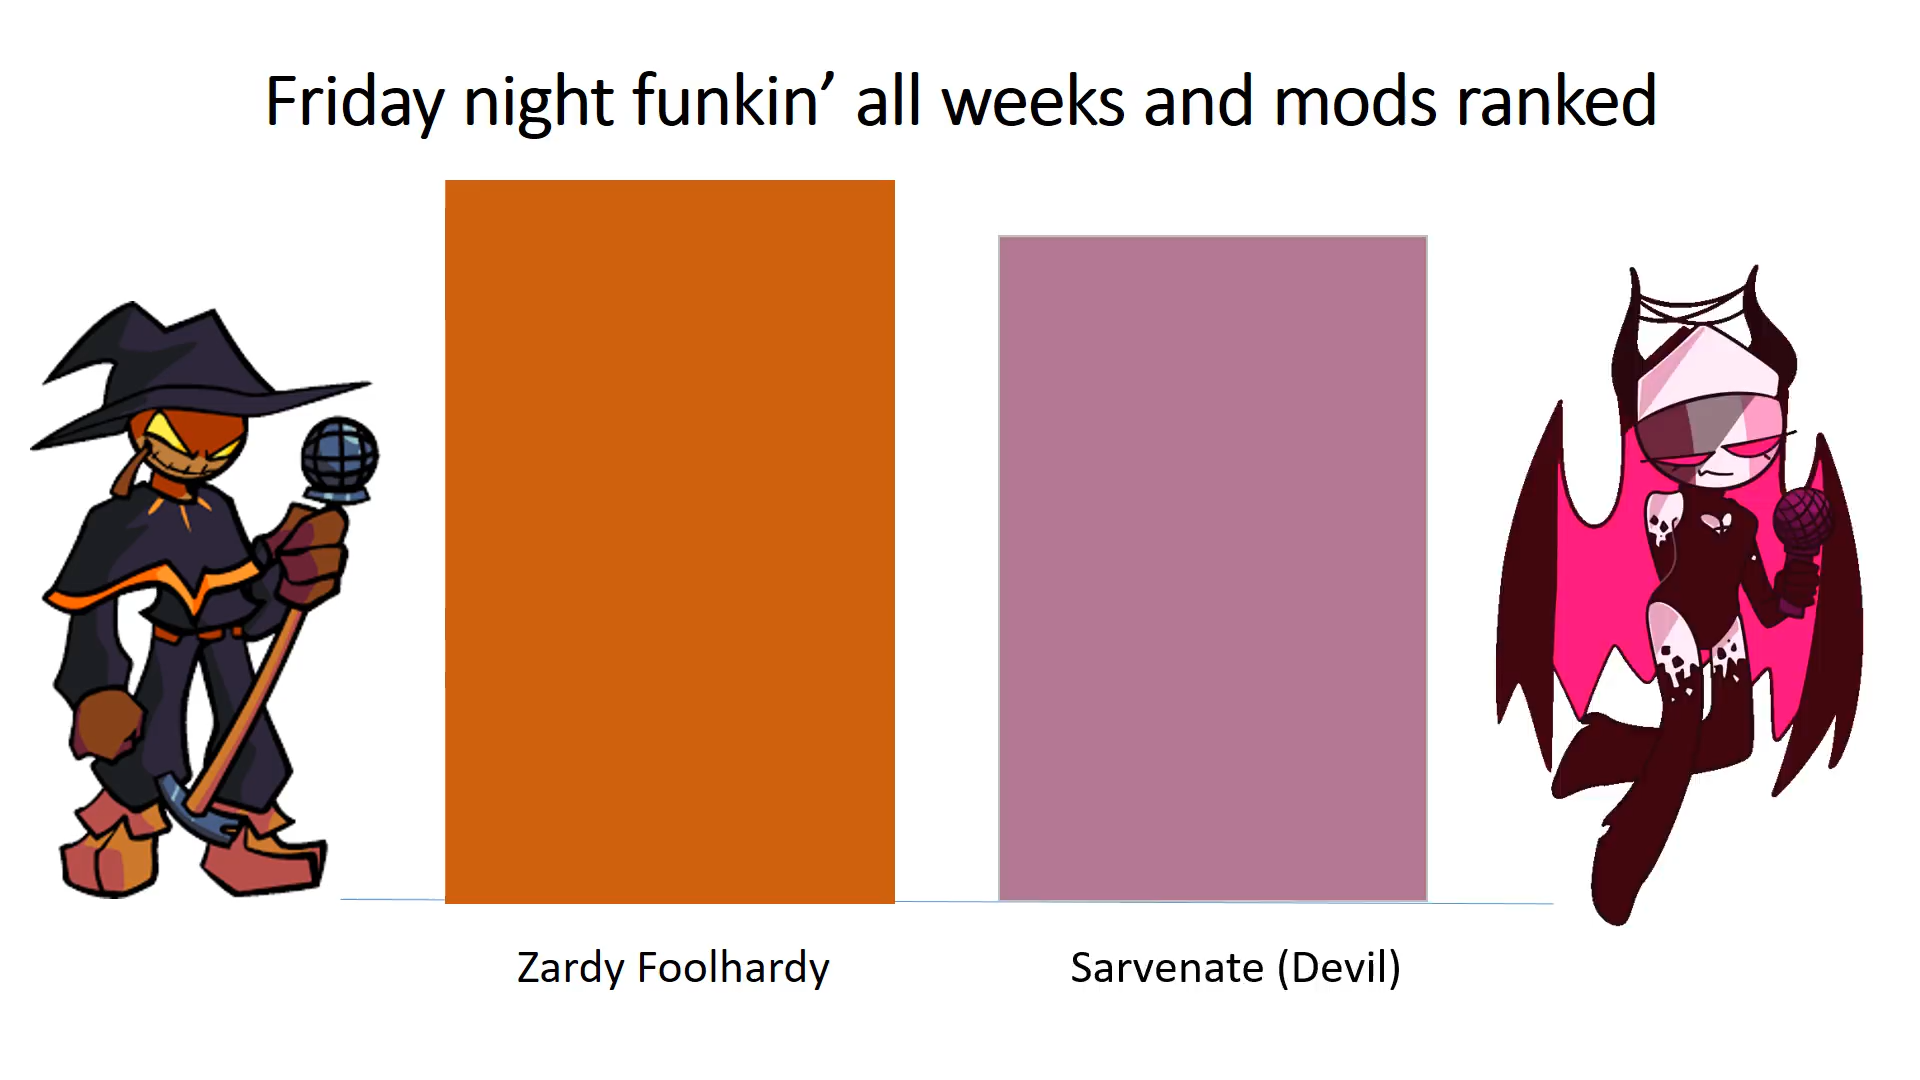 Friday night funkin’ all weeks and mods ranked
Zardy Foolhardy
Sarvenate (Devil)